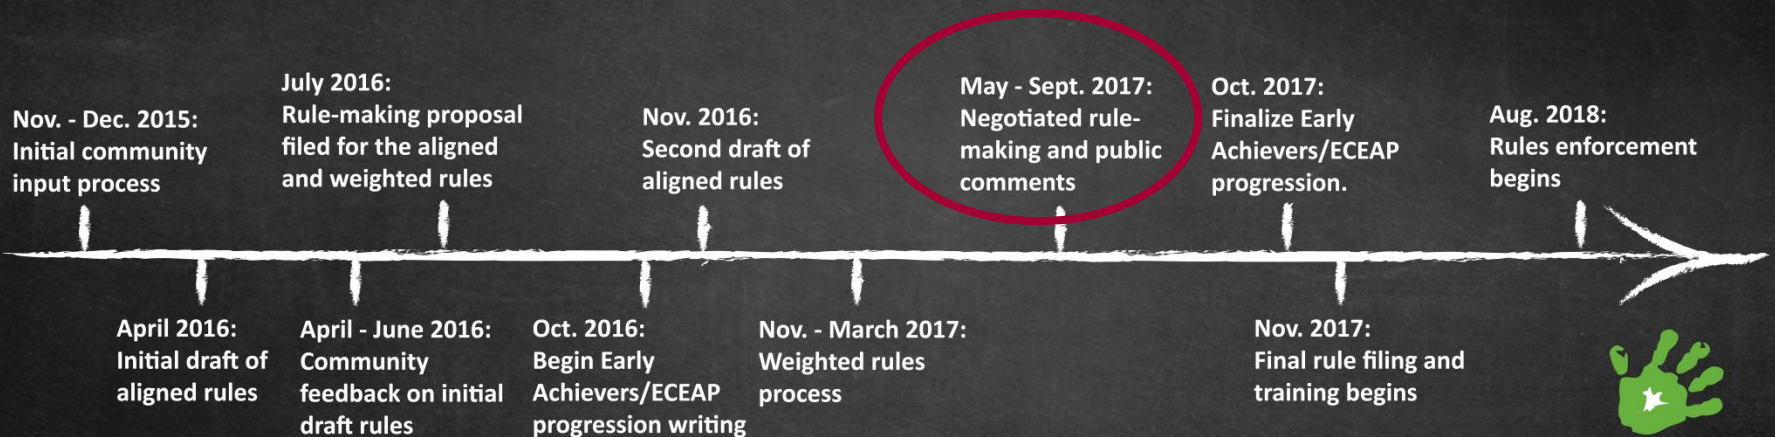 Nov. - Dec. 2015:
Initial community
input process
July 2016:
Rule-making proposal
filed for the aligned
and weighted rules
Nov. 2016:
Second draft of
aligned rules
May - Sept. 2017:
Negotiated rule-
making and public
comments
Oct. 2017:
Finalize Early
Achievers/ECEAP
progression.
Aug. 2018:
Rules enforcement
begins
April 2016:
Initial draft of
aligned rules
April - June 2016:
Community
feedback on initial
draft rules
Oct. 2016:
Begin Early
Achievers/ECEAP
progression writing
Nov. - March 2017:
Weighted rules
process
Nov. 2017:
Final rule filing and
training begins